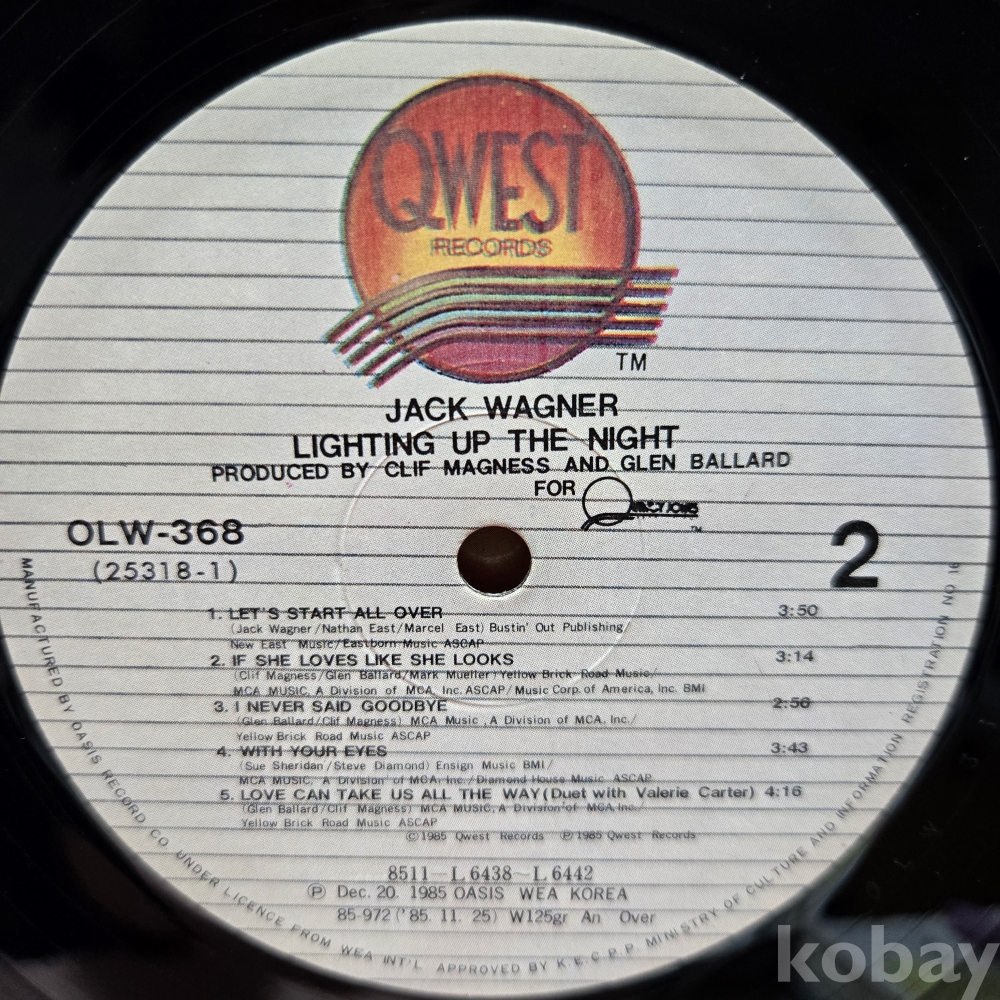 QWEST
RECORDS
TM
JACK WAGNER
LIGHTING UP THE NIGHT
PRODUCED BY CLIF MAGNESS AND GLEN BALLARD
FOR
TM
OLW-368
(25318-1)
2
1. LET'S START ALL OVER 3:50
(Jack Wagner/Nathan East/Marcel East) Bustin' Out Publishing
New East Music/Eastborn Music ASCAP
2. IF SHE LOVES LIKE SHE LOOKS 3:14
(Clif Magness/Glen Ballard/Mark Mueller/Yellow Brick Road Music/
MCA MUSIC, A Division of MCA, Inc. ASCAP/Music Corp. of America, Inc. BMI
3. I NEVER SAID GOODBYE 2:56
(Glen Ballard/Clif Magness) MCA Music, A Division of MCA. Inc./
Yellow Brick Road Music ASCAP
4. WITH YOUR EYES 3:43
(Sue Sheridan/Steve Diamond) Ensign Music BMI/
MCA MUSIC, A Division of MCA, Inc./Diamond House Music ASCAP
5. LOVE CAN TAKE US ALL THE WAY(Duet with Valerie Carter) 4:16
(Glen Ballard/Clif Magness) MCA MUSIC, A Division of MCA, Inc./
Yellow Brick Road Music ASCAP
©1985 Qwest Records ℗1985 Qwest Records
8511-L6438-L6442
℗ Dec. 20. 1985 OASIS WEA KOREA
85-972('85. 11. 25) W125gr An Over
MANUFACTURED BY OASIS RECORD CO UNDER LICENCE FROM WEA INT'L APPROVED BY K.E.C.P.P. MINISTRY OF CULTURE AND INFORMATION REGISTRATION NO 16
kobay